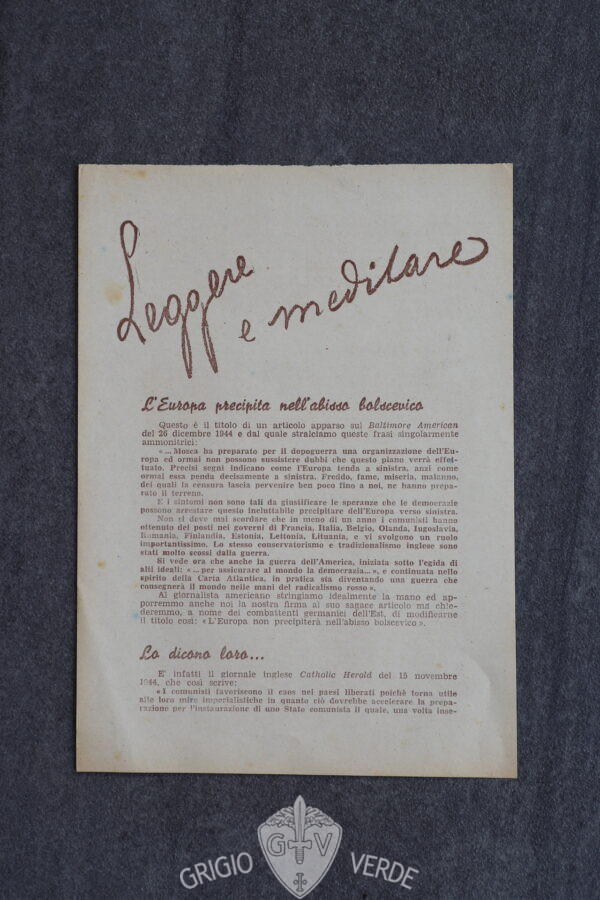 Leggere
e meditare
L'Europa precipita nell'abisso bolscevico
Questo è il titolo di un articolo apparso sul Baltimore American
del 26 dicembre 1944 e dal quale stralciamo queste frasi singolarmente
ammonitrici:
«... Mosca ha preparato per il dopoguerra una organizzazione dell'Eu-
ropa ed ormai non possono sussistere dubbi che questo piano verrà effet-
tuato. Precisi segni indicano come l'Europa tenda a sinistra, anzi come
ormai essa penda decisamente a sinistra. Freddo, fame, miseria, malanno,
dei quali la censura lascia pervenire ben poco fino a noi, ne hanno prepa-
rato il terreno.
E i sintomi non sono tali da giustificare le speranze che le democrazie
possono arrestare questo ineluttabile precipitare dell'Europa verso sinistra.
Non si deve mai scordare che in meno di un anno i comunisti hanno
ottenuto dei posti nei governi di Francia, Italia, Belgio, Olanda, Iugoslavia,
Romania, Finlandia, Estonia, Lettonia, Lituania, e vi svolgono un ruolo
importantissimo. Lo stesso conservatorismo e tradizionalismo inglese sono
stati molto scossi dalla guerra.
Si vede ora che anche la guerra dell'America, iniziata sotto l'egida di
alti ideali: «... per assicurare al mondo la democrazia...», e continuata nello
spirito della Carta Atlantica, in pratica sta diventando una guerra che
consegnerà il mondo nelle mani del radicalismo rosso».
Al giornalista americano stringiamo idealmente la mano ed ap-
porremmo anche noi la nostra firma al suo sagace articolo ma chie-
deremmo, a nome dei combattenti germanici dell'Est, di modificarne
il titolo così: «L'Europa non precipiterà nell'abisso bolscevico».
Lo dicono loro...
E' infatti il giornale inglese Catholic Herold del 15 novembre
1944, che così scrive:
«I comunisti favoriscono il caos nei paesi liberati poichè torna utile
alle loro mire imperialistiche in quanto ciò dovrebbe accelerare la prepa-
razione per l'instaurazione di uno Stato comunista il quale, una volta inse-
G V
GRIGIO VERDE